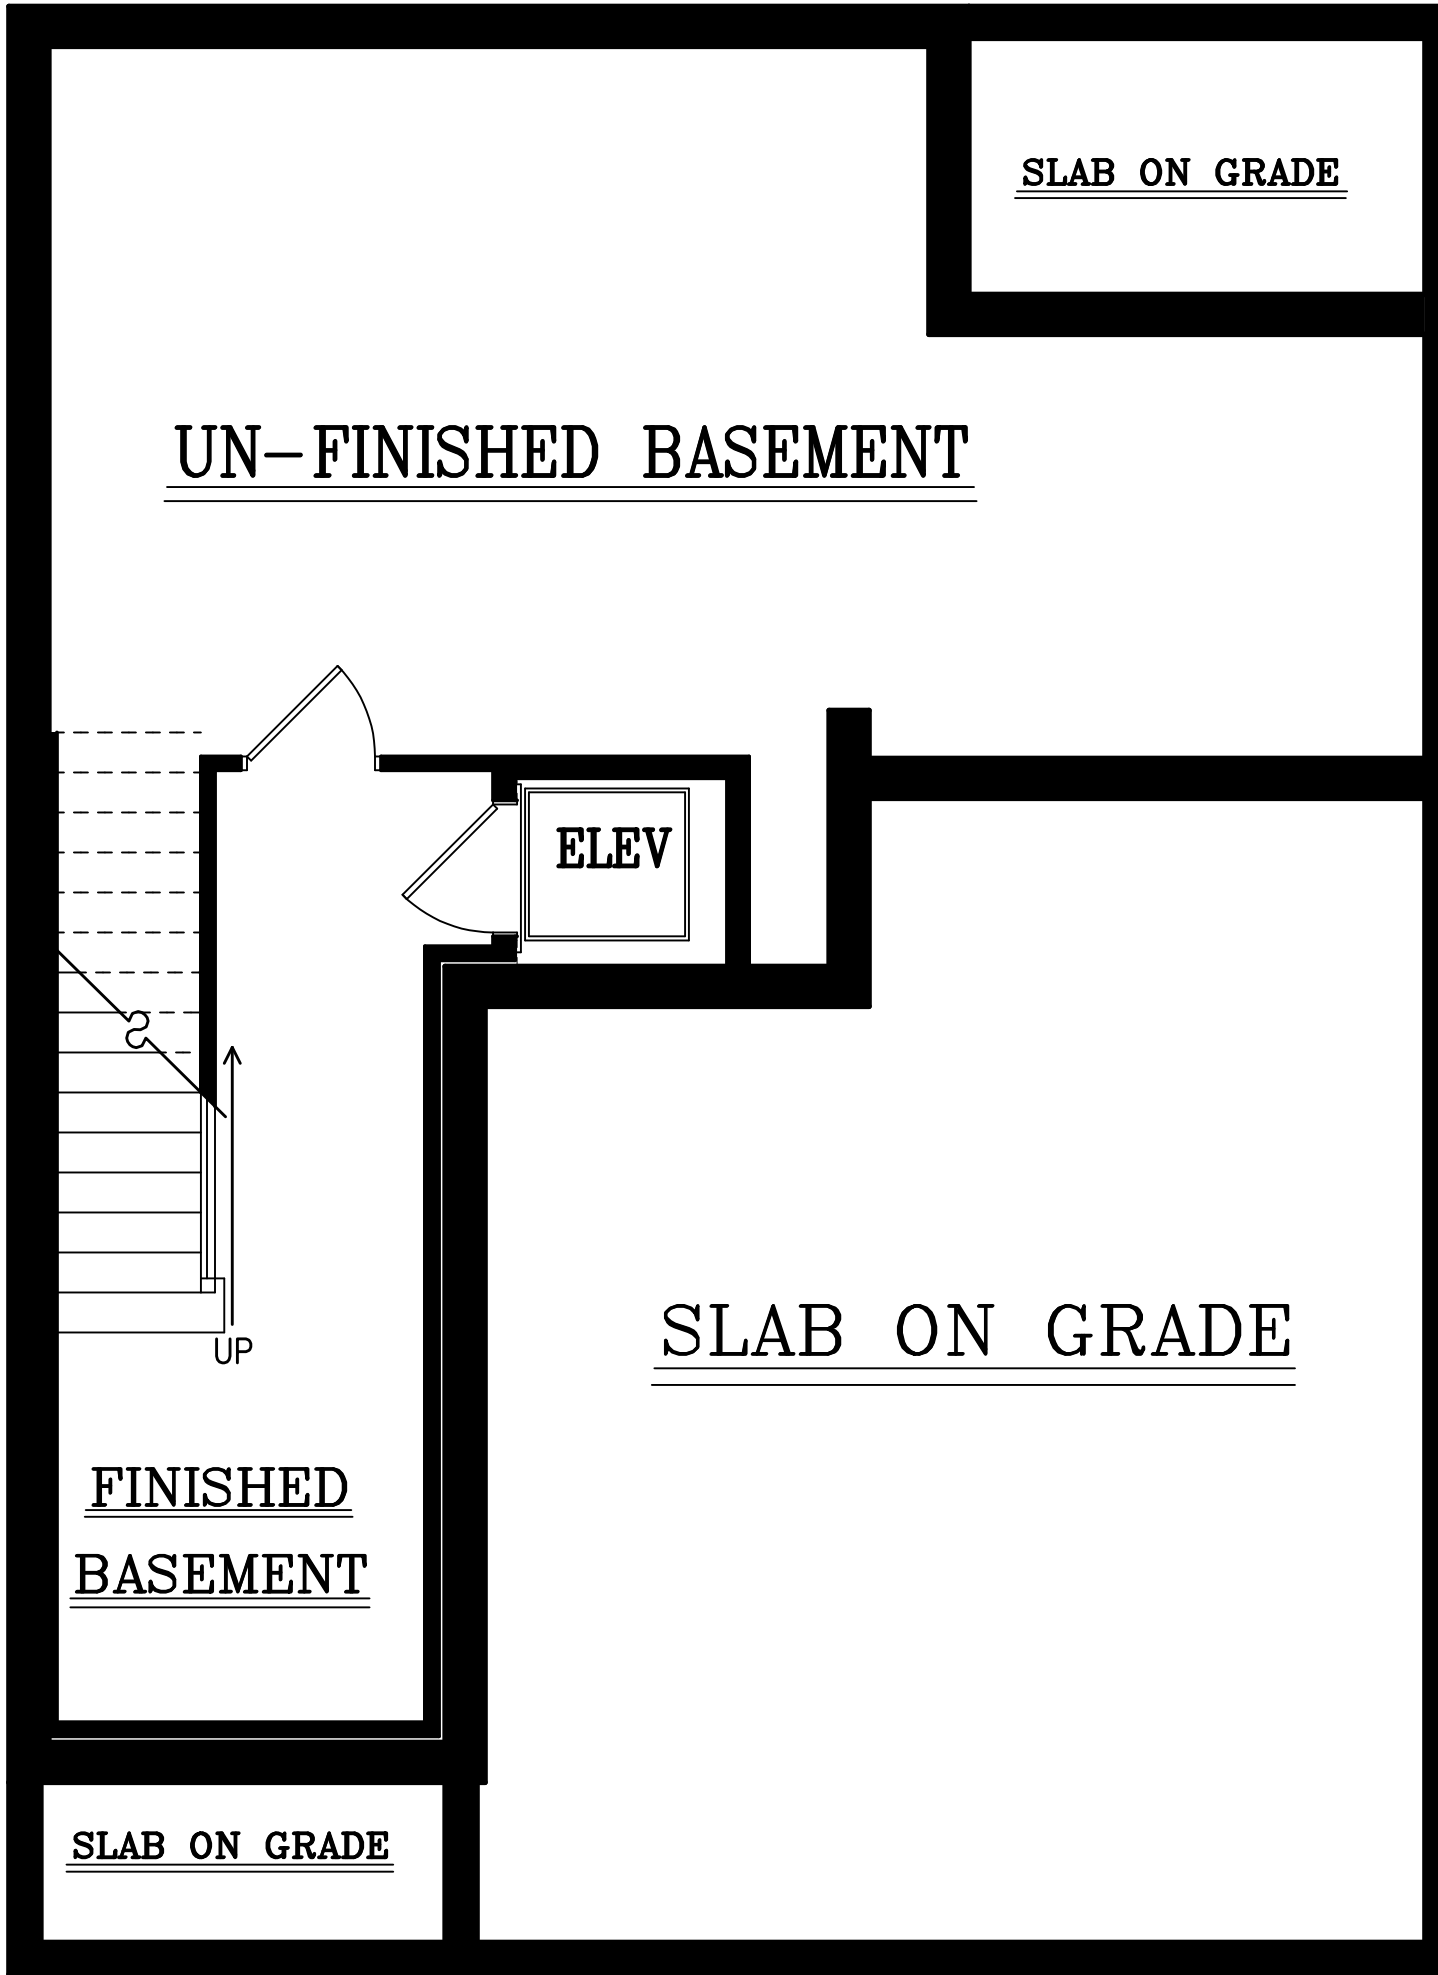 SLAB ON GRADE
UN-FINISHED BASEMENT
ELEV
SLAB ON GRADE
UP
FINISHED
BASEMENT
SLAB ON GRADE